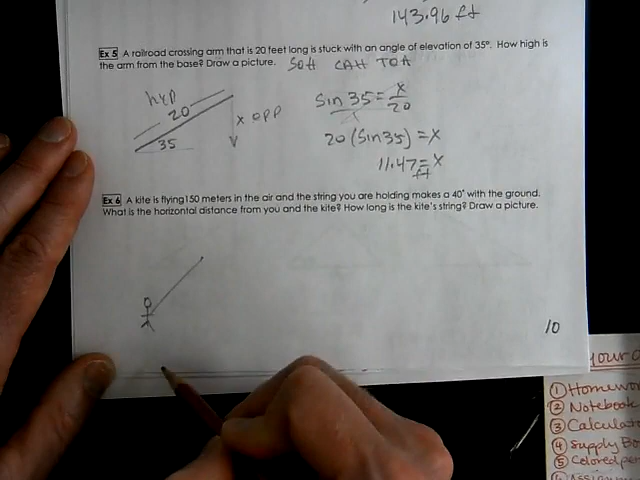 143.96 ft
Ex 5 A railroad crossing arm that is 20 feet long is stuck with an angle of elevation of 35°. How high is
the arm from the base? Draw a picture. SOH CAH TOA
hyp
20
35
x opp
sin 35 = x/20
20 (sin 35) = x
11.47 = x
ft
Ex 6 A kite is flying 150 meters in the air and the string you are holding makes a 40° with the ground.
What is the horizontal distance from you and the kite? How long is the kite's string? Draw a picture.
10
① Homewor
② Notebook
③ Calculato
④ Supply Bo
⑤ Colored pen